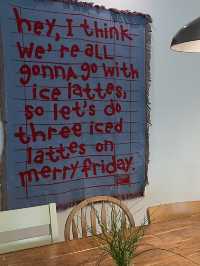 hey, I think
we're all
gonna go with
ice lattes,
so let's do
three iced
lattes on
merry friday.